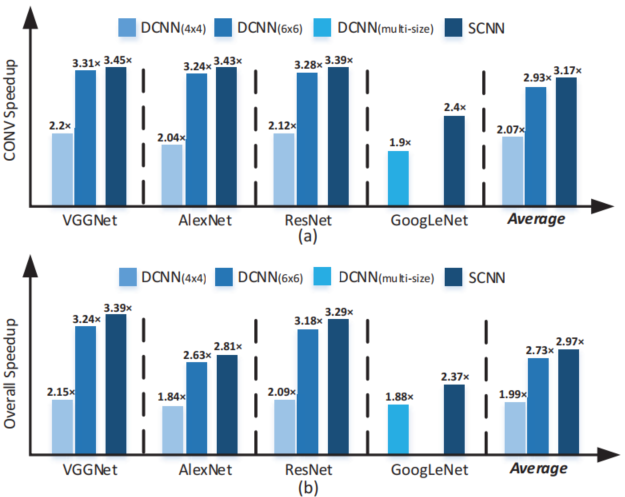 DCNN(4x4) DCNN(6x6) DCNN(multi-size) SCNN
CONV Speedup
2.2× 3.31× 3.45×
2.04× 3.24× 3.43×
2.12× 3.28× 3.39×
1.9× 2.4×
2.07× 2.93× 3.17×
VGGNet AlexNet ResNet GoogLeNet Average
(a)
DCNN(4x4) DCNN(6x6) DCNN(multi-size) SCNN
Overall Speedup
2.15× 3.24× 3.39×
1.84× 2.63× 2.81×
2.09× 3.18× 3.29×
1.88× 2.37×
1.99× 2.73× 2.97×
VGGNet AlexNet ResNet GoogLeNet Average
(b)